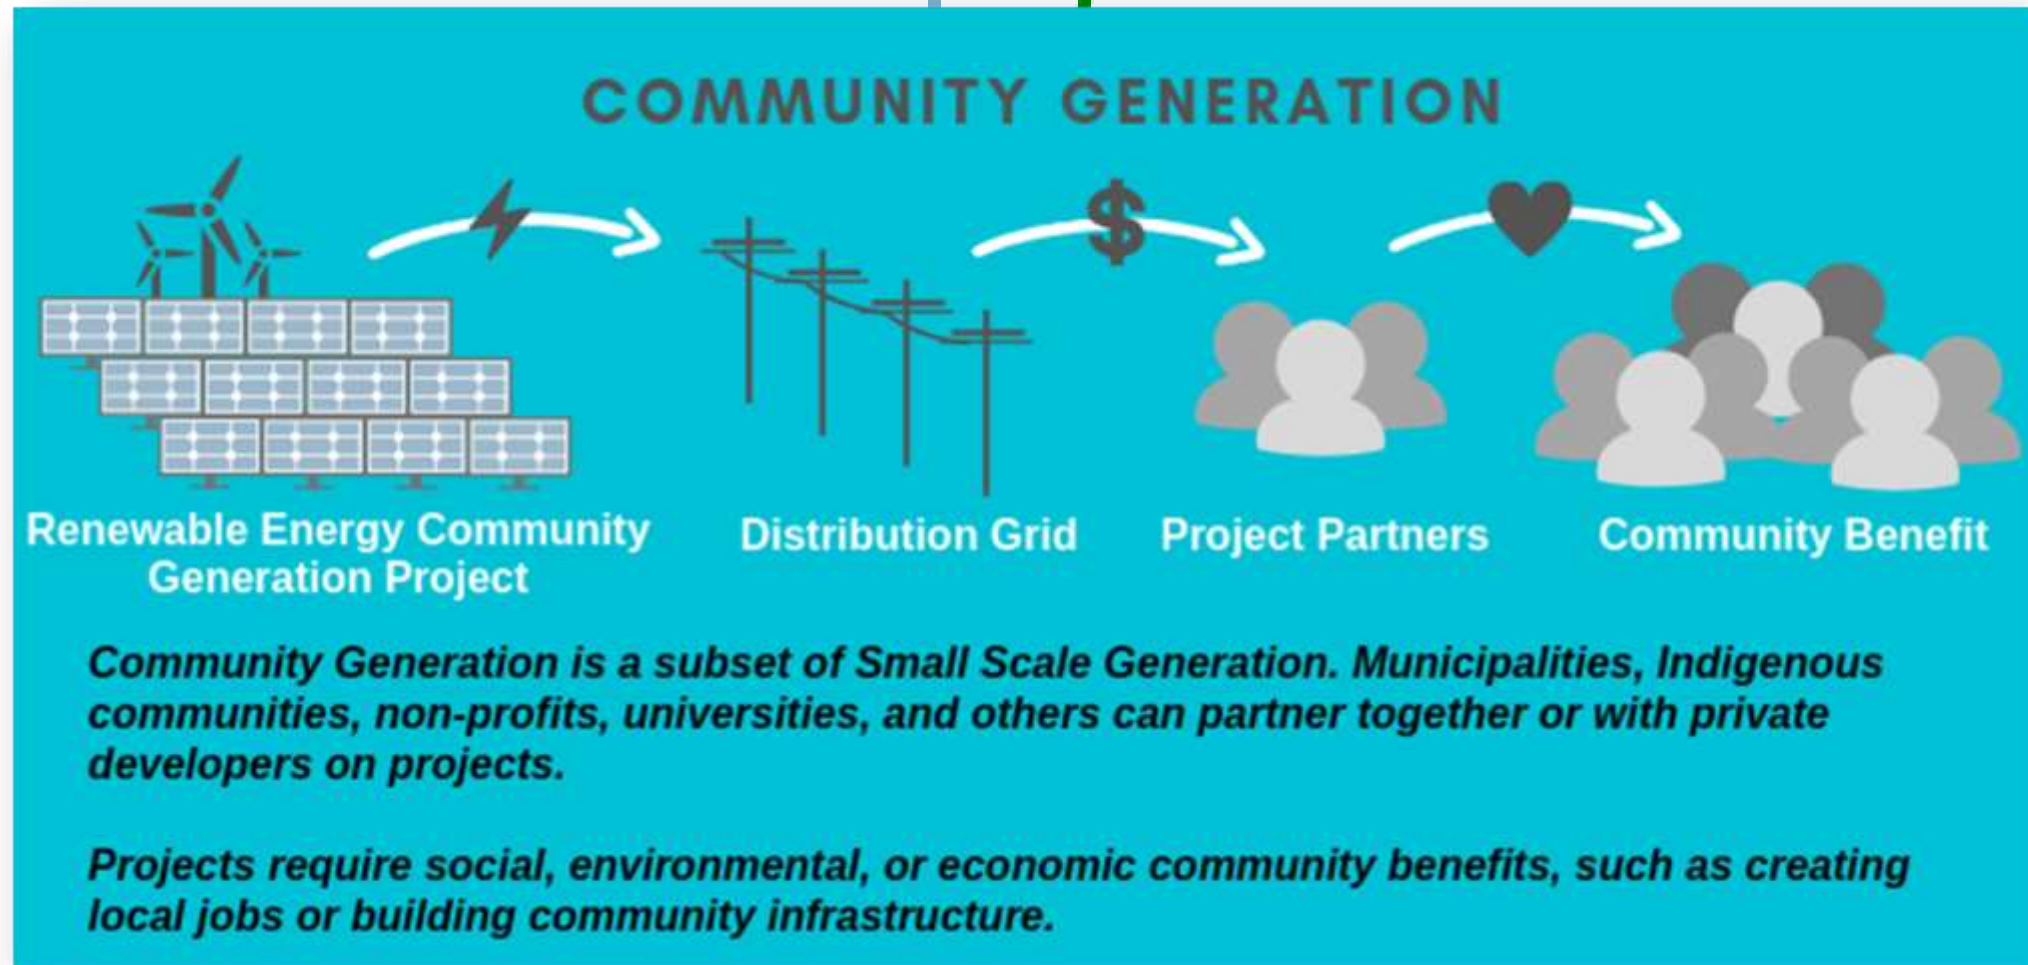 COMMUNITY GENERATION
$
Renewable Energy Community
Generation Project
Distribution Grid
Project Partners
Community Benefit
Community Generation is a subset of Small Scale Generation. Municipalities, Indigenous
communities, non-profits, universities, and others can partner together or with private
developers on projects.
Projects require social, environmental, or economic community benefits, such as creating
local jobs or building community infrastructure.